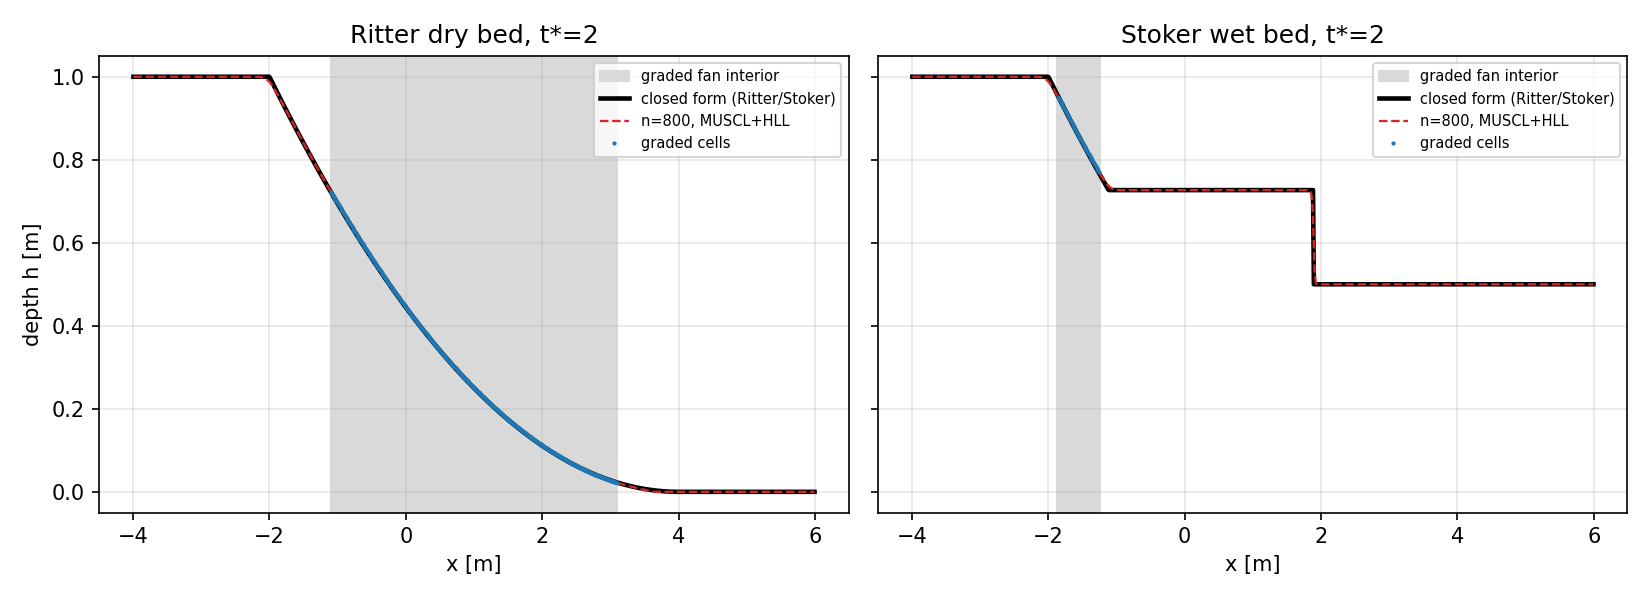 Ritter dry bed, t*=2
graded fan interior
closed form (Ritter/Stoker)
n=800, MUSCL+HLL
graded cells
depth h [m]
1.0
0.8
0.6
0.4
0.2
0.0
−4 −2 0 2 4 6
x [m]
Stoker wet bed, t*=2
graded fan interior
closed form (Ritter/Stoker)
n=800, MUSCL+HLL
graded cells
−4 −2 0 2 4 6
x [m]